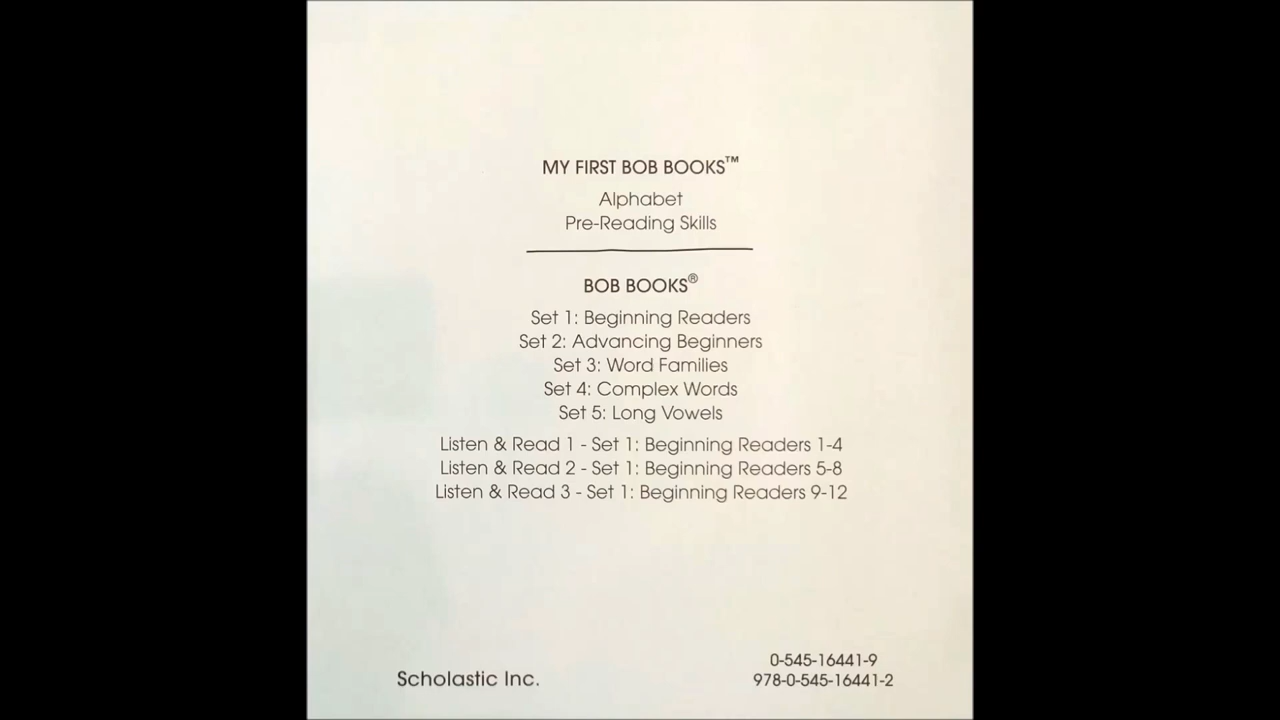 MY FIRST BOB BOOKS™
Alphabet
Pre-Reading Skills
BOB BOOKS®
Set 1: Beginning Readers
Set 2: Advancing Beginners
Set 3: Word Families
Set 4: Complex Words
Set 5: Long Vowels
Listen & Read 1 - Set 1: Beginning Readers 1-4
Listen & Read 2 - Set 1: Beginning Readers 5-8
Listen & Read 3 - Set 1: Beginning Readers 9-12
Scholastic Inc.
0-545-16441-9
978-0-545-16441-2